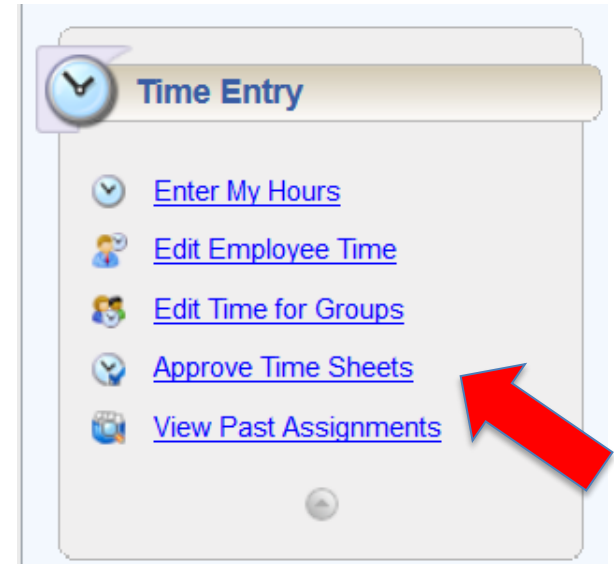 Time Entry
Enter My Hours
Edit Employee Time
Edit Time for Groups
Approve Time Sheets
View Past Assignments